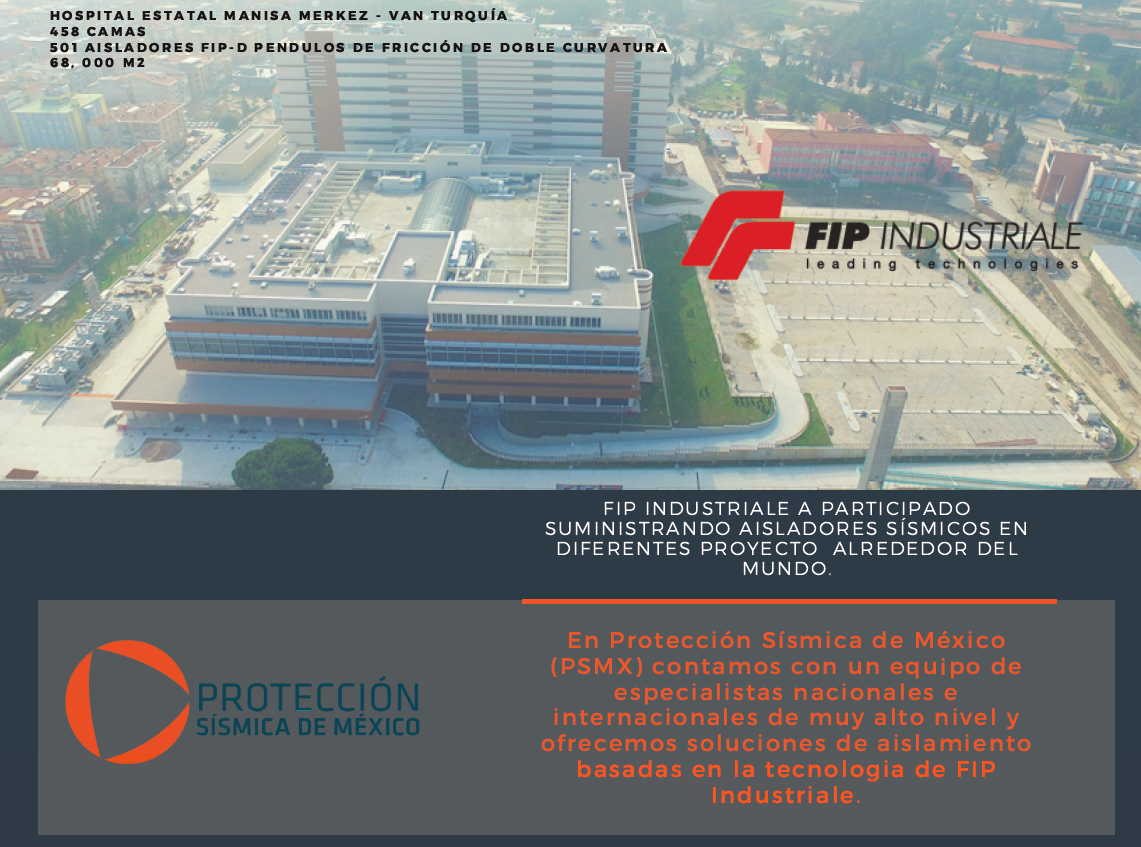 HOSPITAL ESTATAL MANISA MERKEZ - VAN TURQUÍA
458 CAMAS
501 AISLADORES FIP-D PENDULOS DE FRICCIÓN DE DOBLE CURVATURA
68, 000 M2
FIP INDUSTRIALE
leading technologies
FIP INDUSTRIALE A PARTICIPADO
SUMINISTRANDO AISLADORES SÍSMICOS EN
DIFERENTES PROYECTO ALREDEDOR DEL
MUNDO.
PROTECCIÓN
SÍSMICA DE MÉXICO
En Protección Sísmica de México
(PSMX) contamos con un equipo de
especialistas nacionales e
internacionales de muy alto nivel y
ofrecemos soluciones de aislamiento
basadas en la tecnologia de FIP
Industriale.